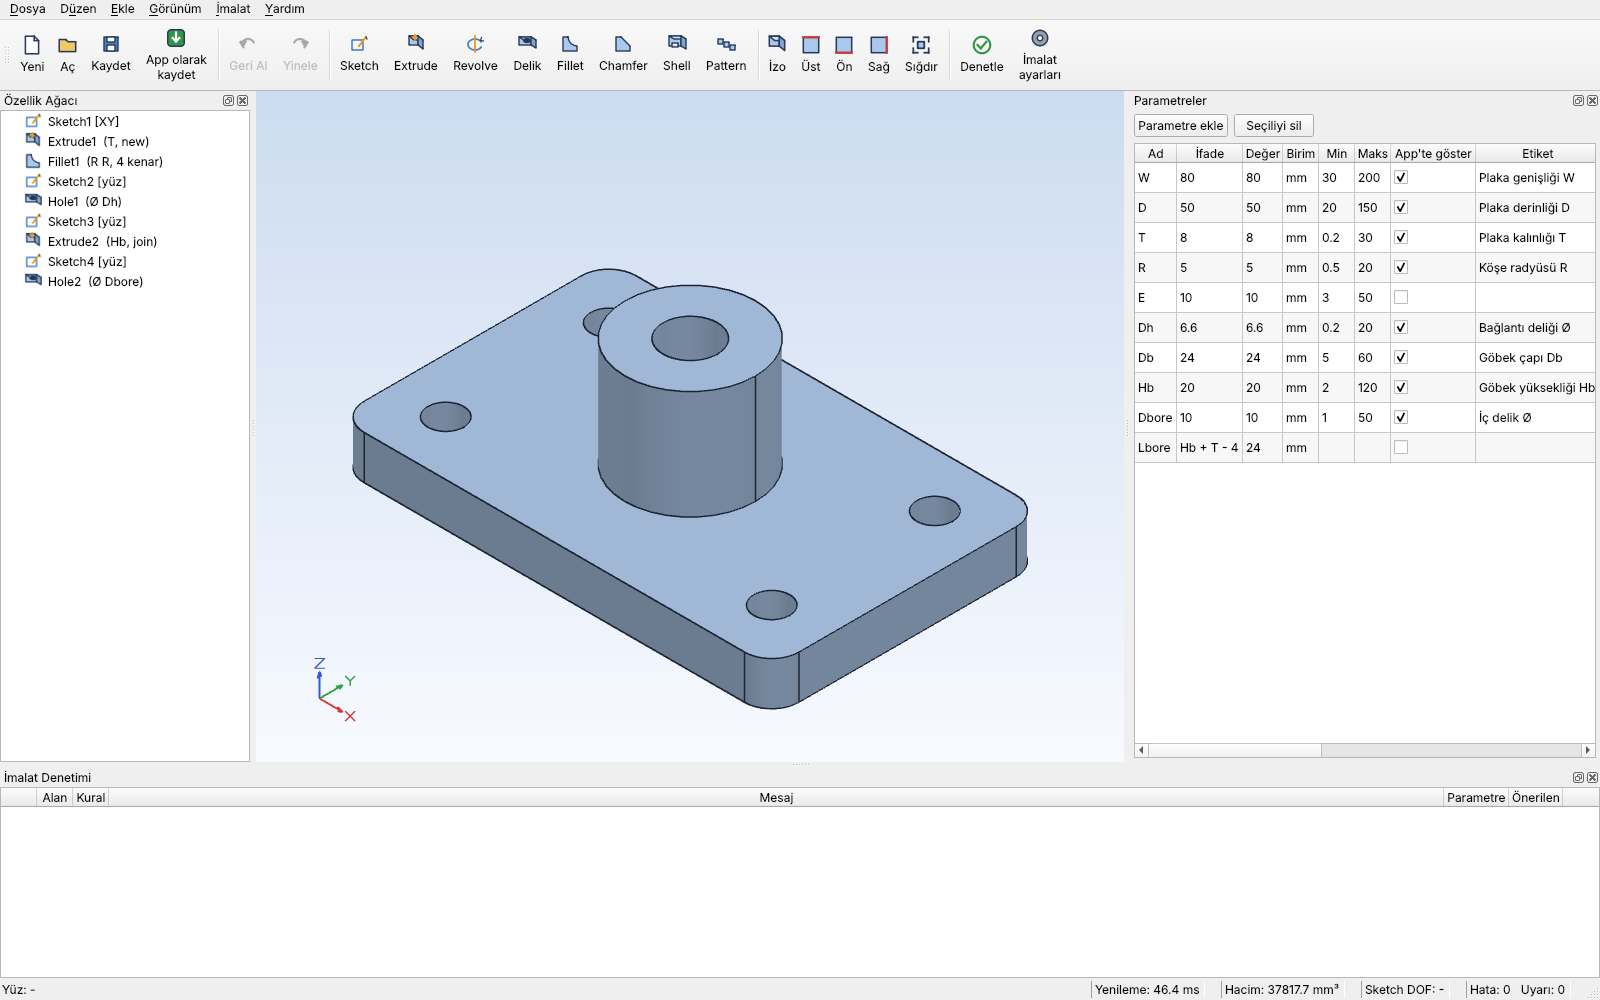 Dosya Düzen Ekle Görünüm İmalat Yardım
Yeni Aç Kaydet App olarak kaydet Geri Al Yinele Sketch Extrude Revolve Delik Fillet Chamfer Shell Pattern İzo Üst Ön Sağ Sığdır Denetle İmalat ayarları
Özellik Ağacı
Sketch1 [XY]
Extrude1 (T, new)
Fillet1 (R R, 4 kenar)
Sketch2 [yüz]
Hole1 (Ø Dh)
Sketch3 [yüz]
Extrude2 (Hb, join)
Sketch4 [yüz]
Hole2 (Ø Dbore)
Z
Y
X
Parametreler
Parametre ekle Seçiliyi sil
Ad İfade Değer Birim Min Maks App'te göster Etiket
W 80 80 mm 30 200 Plaka genişliği W
D 50 50 mm 20 150 Plaka derinliği D
T 8 8 mm 0.2 30 Plaka kalınlığı T
R 5 5 mm 0.5 20 Köşe radyüsü R
E 10 10 mm 3 50
Dh 6.6 6.6 mm 0.2 20 Bağlantı deliği Ø
Db 24 24 mm 5 60 Göbek çapı Db
Hb 20 20 mm 2 120 Göbek yüksekliği Hb
Dbore 10 10 mm 1 50 İç delik Ø
Lbore Hb + T - 4 24 mm
İmalat Denetimi
Alan Kural Mesaj Parametre Önerilen
Yüz: - Yenileme: 46.4 ms Hacim: 37817.7 mm³ Sketch DOF: - Hata: 0 Uyarı: 0